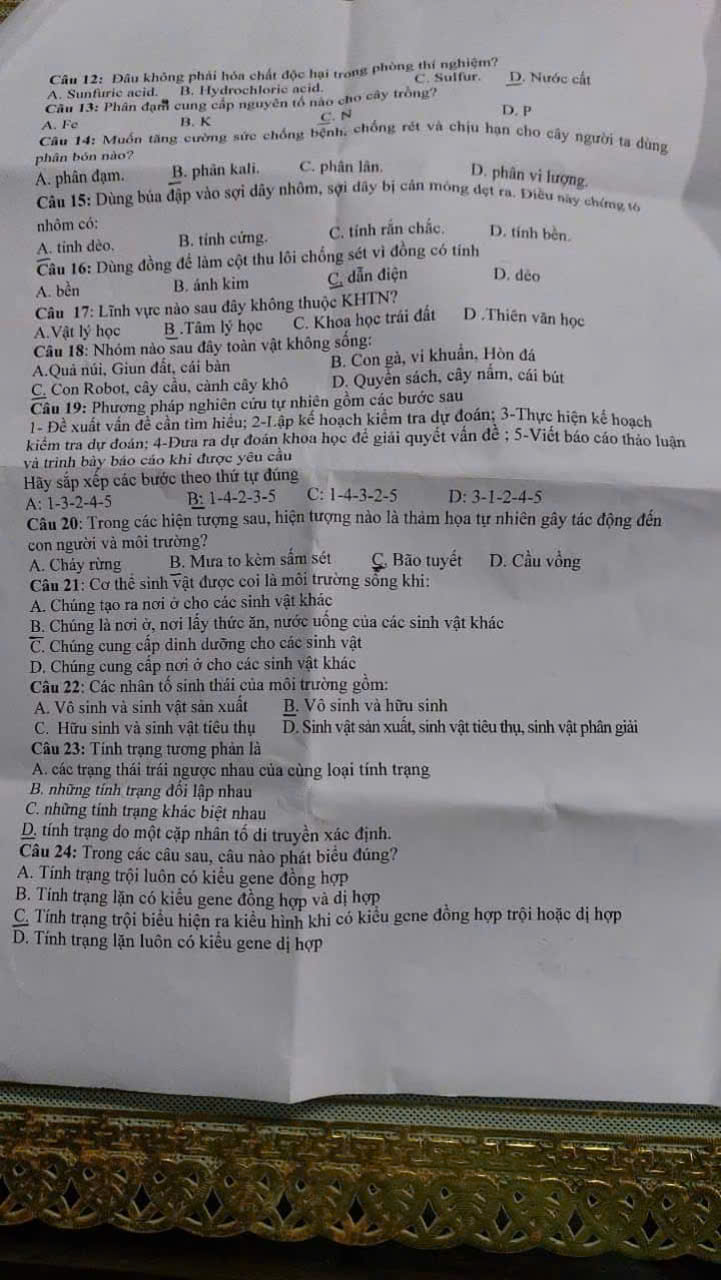 Câu 12: Đâu không phải hóa chất độc hại trong phòng thí nghiệm?
A. Sunfuric acid. B. Hydrochloric acid. C. Sulfur. D. Nước cất
Câu 13: Phân đạm cung cấp nguyên tố nào cho cây trồng?
A. Fe B. K C. N D. P
Câu 14: Muốn tăng cường sức chống bệnh, chống rét và chịu hạn cho cây người ta dùng
phân bón nào?
A. phân đạm. B. phân kali. C. phân lân. D. phân vi lượng.
Câu 15: Dùng búa đập vào sợi dây nhôm, sợi dây bị cán mỏng dẹt ra. Điều này chứng tỏ
nhôm có:
A. tính dẻo. B. tính cứng. C. tính rắn chắc. D. tính bền.
Câu 16: Dùng đồng để làm cột thu lôi chống sét vì đồng có tính
A. bền B. ánh kim C. dẫn điện D. dẻo
Câu 17: Lĩnh vực nào sau đây không thuộc KHTN?
A.Vật lý học B .Tâm lý học C. Khoa học trái đất D .Thiên văn học
Câu 18: Nhóm nào sau đây toàn vật không sống:
A.Quả núi, Giun đất, cái bàn B. Con gà, vi khuẩn, Hòn đá
C. Con Robot, cây cầu, cành cây khô D. Quyển sách, cây nấm, cái bút
Câu 19: Phương pháp nghiên cứu tự nhiên gồm các bước sau
1- Đề xuất vấn đề cần tìm hiểu; 2-Lập kế hoạch kiểm tra dự đoán; 3-Thực hiện kế hoạch
kiểm tra dự đoán; 4-Đưa ra dự đoán khoa học để giải quyết vấn đề ; 5-Viết báo cáo thảo luận
và trình bày báo cáo khi được yêu cầu
Hãy sắp xếp các bước theo thứ tự đúng
A: 1-3-2-4-5 B: 1-4-2-3-5 C: 1-4-3-2-5 D: 3-1-2-4-5
Câu 20: Trong các hiện tượng sau, hiện tượng nào là thảm họa tự nhiên gây tác động đến
con người và môi trường?
A. Cháy rừng B. Mưa to kèm sấm sét C. Bão tuyết D. Cầu vồng
Câu 21: Cơ thể sinh vật được coi là môi trường sống khi:
A. Chúng tạo ra nơi ở cho các sinh vật khác
B. Chúng là nơi ở, nơi lấy thức ăn, nước uống của các sinh vật khác
C. Chúng cung cấp dinh dưỡng cho các sinh vật
D. Chúng cung cấp nơi ở cho các sinh vật khác
Câu 22: Các nhân tố sinh thái của môi trường gồm:
A. Vô sinh và sinh vật sản xuất B. Vô sinh và hữu sinh
C. Hữu sinh và sinh vật tiêu thụ D. Sinh vật sản xuất, sinh vật tiêu thụ, sinh vật phân giải
Câu 23: Tính trạng tương phản là
A. các trạng thái trái ngược nhau của cùng loại tính trạng
B. những tính trạng đối lập nhau
C. những tính trạng khác biệt nhau
D. tính trạng do một cặp nhân tố di truyền xác định.
Câu 24: Trong các câu sau, câu nào phát biểu đúng?
A. Tính trạng trội luôn có kiểu gene đồng hợp
B. Tính trạng lặn có kiểu gene đồng hợp và dị hợp
C. Tính trạng trội biểu hiện ra kiểu hình khi có kiểu gene đồng hợp trội hoặc dị hợp
D. Tính trạng lặn luôn có kiểu gene dị hợp